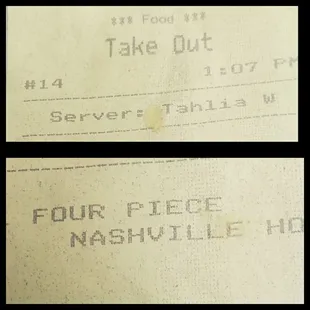 *** Food ***
Take Out
#14
1:07 PM
Server: Tahlia W
FOUR PIECE
NASHVILLE HO